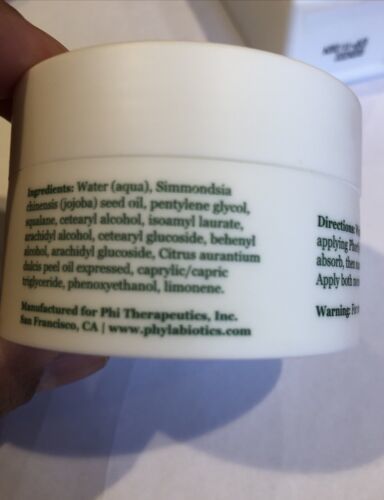 Ingredients: Water (aqua), Simmondsia
chinensis (jojoba) seed oil, pentylene glycol,
squalane, cetearyl alcohol, isoamyl laurate,
arachidyl alcohol, cetearyl glucoside, behenyl
alcohol, arachidyl glucoside, Citrus aurantium
dulcis peel oil expressed, caprylic/capric
triglyceride, phenoxyethanol, limonene.
Manufactured for Phi Therapeutics, Inc.
San Francisco, CA | www.phylabiotics.com
Directions:
applying
absorb, then
Apply both
Warning: